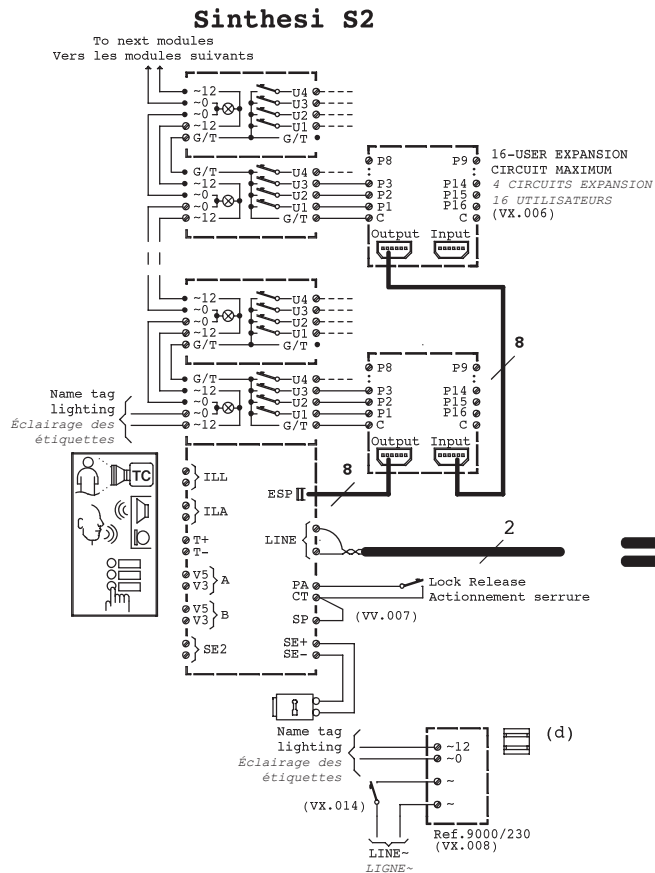 Sinthesi S2
To next modules
Vers les modules suivants
~12
~0
~0
~12
G/T
U4
U3
U2
U1
G/T
G/T
~12
~0
~0
~12
U4
U3
U2
U1
G/T
P8
P3
P2
P1
C
P9
P14
P15
P16
C
Output Input
16-USER EXPANSION
CIRCUIT MAXIMUM
4 CIRCUITS EXPANSION
16 UTILISATEURS
(VX.006)
~12
~0
~0
~12
G/T
U4
U3
U2
U1
G/T
8
Name tag
lighting
Éclairage des
étiquettes
G/T
~12
~0
~0
~12
U4
U3
U2
U1
G/T
P8
P3
P2
P1
C
P9
P14
P15
P16
C
Output Input
TC
ILL
ILA
T+
T-
V5
V3
A
V5
V3
B
SE2
ESP
8
LINE
2
PA
CT
SP
SE+
SE-
Lock Release
Actionnement serrure
(VV.007)
Name tag
lighting
Éclairage des
étiquettes
~12
~0
~
~
(d)
(VX.014)
Ref.9000/230
(VX.008)
LINE~
LIGNE~